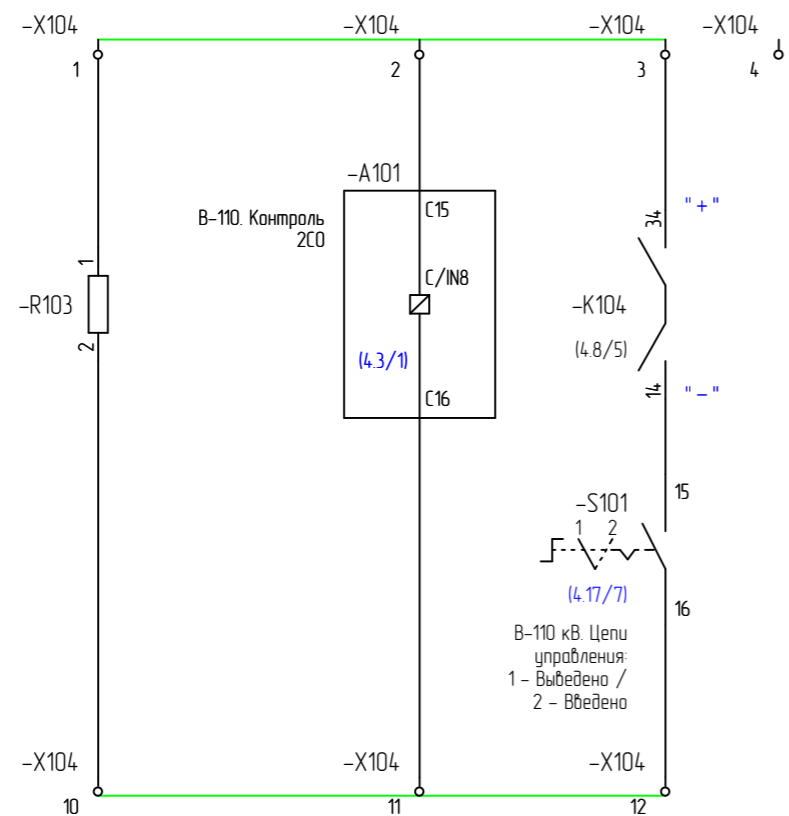 -X104
-X104
-X104
-X104
1
2
3
4
-A101
В-110. Контроль
2СО
C15
C/IN8
(4.3/1)
C16
1
-R103
2
34
"+"
-K104
(4.8/5)
14
"-"
15
-S101
1 2
(4.17/7)
16
В-110 кВ. Цепи
управления:
1 - Выведено /
2 - Введено
-X104
-X104
-X104
10
11
12